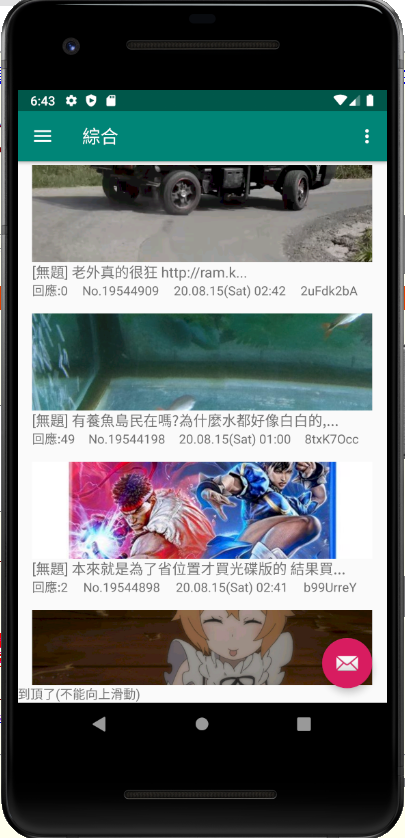 6:43
綜合
[無題] 老外真的很狂 http://ram.k...
回應:0 No.19544909 20.08.15(Sat) 02:42 2uFdk2bA
[無題] 有養魚島民在嗎?為什麼水都好像白白的,...
回應:49 No.19544198 20.08.15(Sat) 01:00 8txK7Occ
[無題] 本來就是為了省位置才買光碟版的 結果買...
回應:2 No.19544898 20.08.15(Sat) 02:41 b99UrreY
到頂了(不能向上滑動)